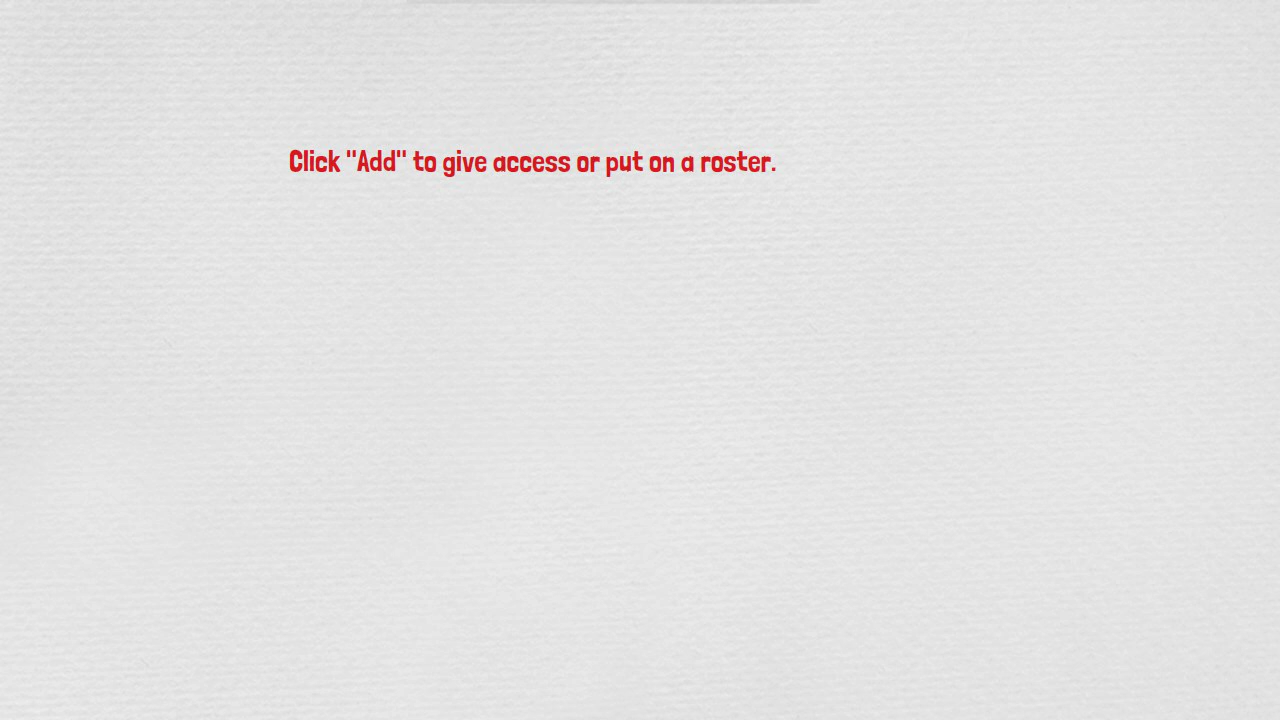 Click "Add" to give access or put on a roster.